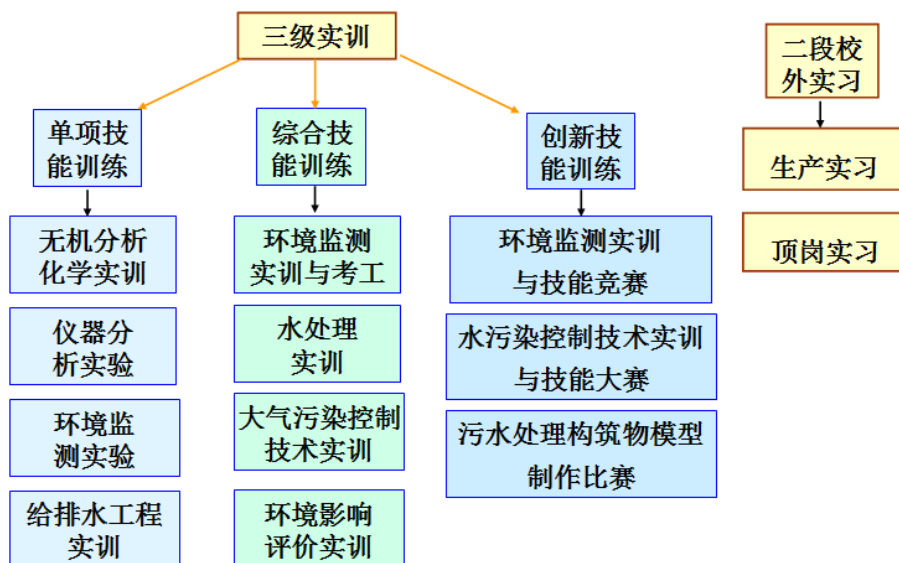 三级实训
二段校
外实习
单项技
能训练
综合技
能训练
创新技
能训练
生产实习
顶岗实习
无机分析
化学实训
仪器分
析实验
环境监
测实验
给排水工程
实训
环境监测
实训与考工
水处理
实训
大气污染控制
技术实训
环境影响
评价实训
环境监测实训
与技能竞赛
水污染控制技术实训
与技能大赛
污水处理构筑物模型
制作比赛